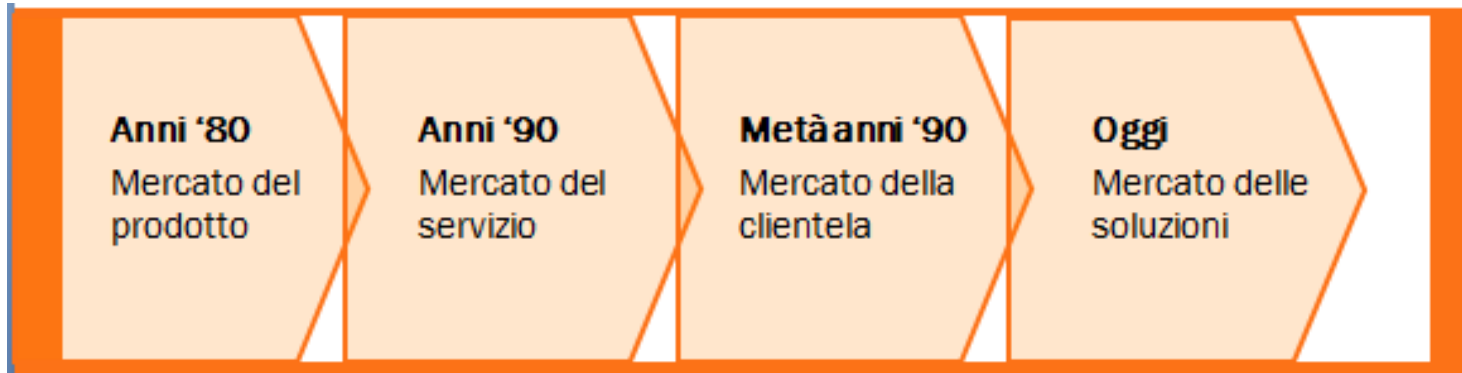 Anni ‘80
Mercato del
prodotto
Anni ‘90
Mercato del
servizio
Metà anni ‘90
Mercato della
clientela
Oggi
Mercato delle
soluzioni